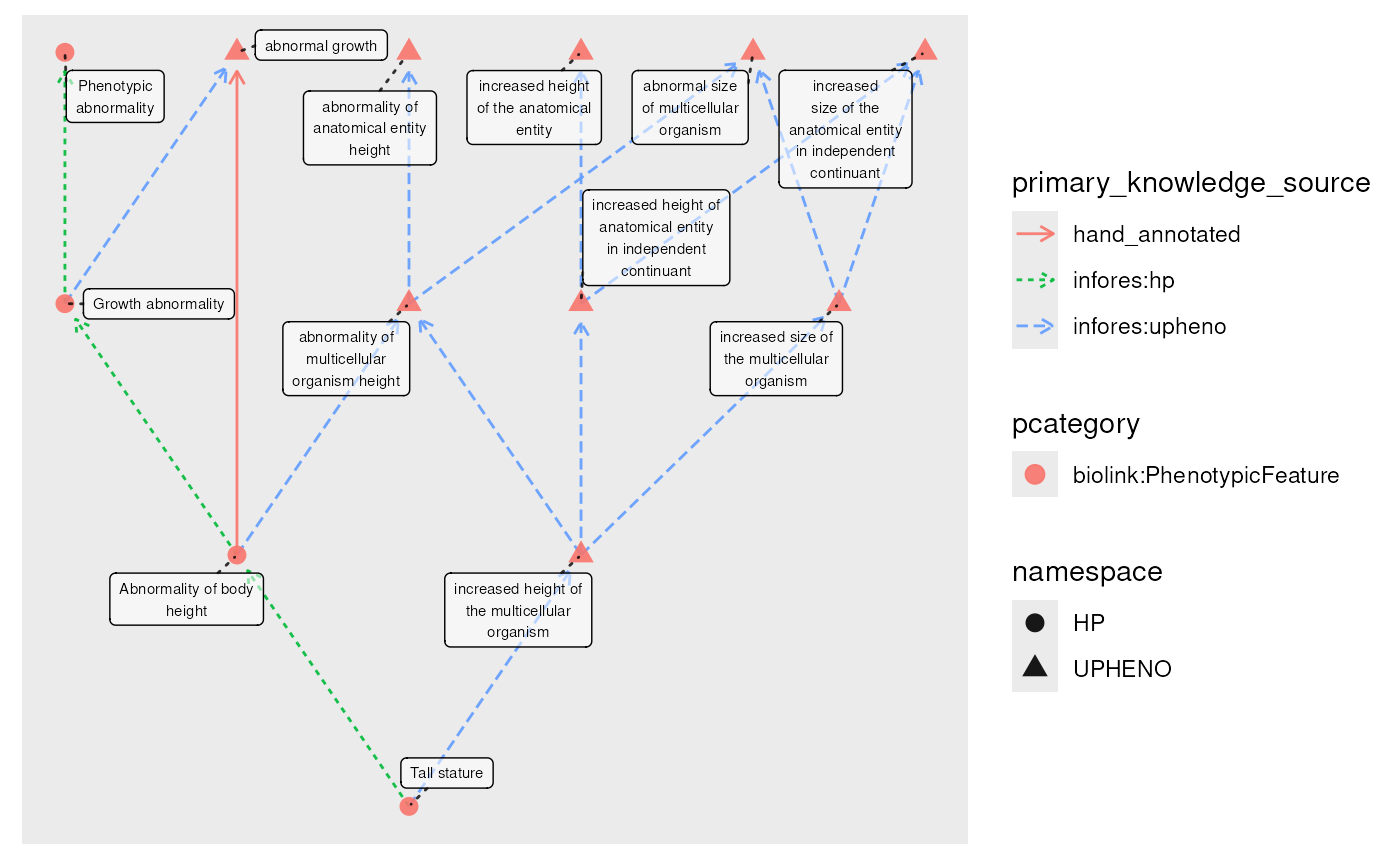 abnormal growth
Phenotypic
abnormality
abnormality of
anatomical entity
height
increased height
of the anatomical
entity
abnormal size
of multicellular
organism
increased
size of the
anatomical entity
in independent
continuant
increased height of
anatomical entity
in independent
continuant
Growth abnormality
abnormality of
multicellular
organism height
increased size of
the multicellular
organism
Abnormality of body
height
increased height of
the multicellular
organism
Tall stature
primary_knowledge_source
hand_annotated
infores:hp
infores:upheno
pcategory
biolink:PhenotypicFeature
namespace
HP
UPHENO